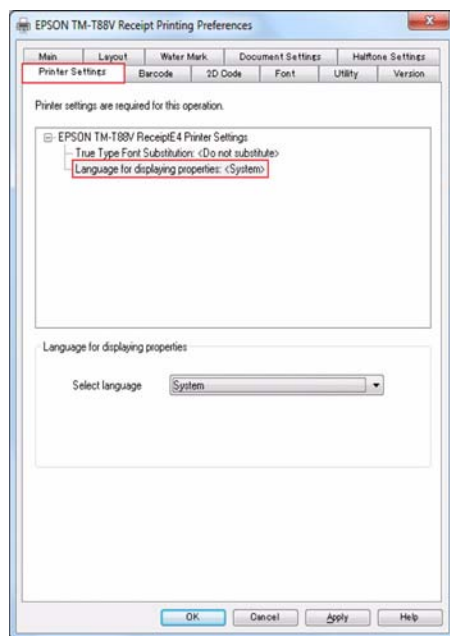 EPSON TM-T88V Receipt Printing Preferences
Main Layout Water Mark Document Settings Halftone Settings
Printer Settings Barcode 2D Code Font Utility Version
Printer settings are required for this operation.
EPSON TM-T88V ReceiptE4 Printer Settings
True Type Font Substitution: <Do not substitute>
Language for displaying properties: <System>
Language for displaying properties
Select language System
OK Cancel Apply Help